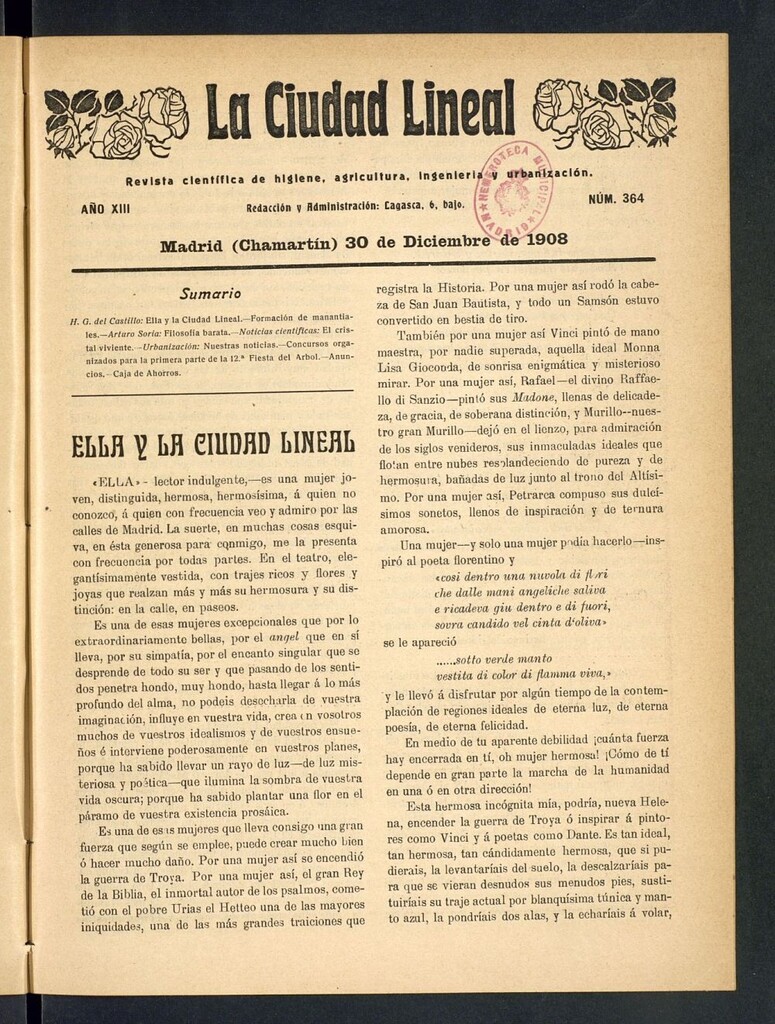 La Ciudad Lineal
Revista científica de higiene, agricultura, ingeniería y urbanización.
AÑO XIII
Redacción y Administración: Lagasca, 6, bajo.
NÚM. 364
HEMEROTECA MUNICIPAL
MADRID
Madrid (Chamartín) 30 de Diciembre de 1908
Sumario
H. G. del Castillo: Ella y la Ciudad Lineal.—Formación de manantia-
les.—Arturo Soria: Filosofía barata.—Noticias científicas: El cris-
tal viviente.—Urbanización: Nuestras noticias.—Concursos orga-
nizados para la primera parte de la 12.ª Fiesta del Arbol.—Anun-
cios.—Caja de Ahorros.
ELLA Y LA CIUDAD LINEAL
«ELLA»- lector indulgente,—es una mujer jo-
ven, distinguida, hermosa, hermosísima, á quien no
conozco, á quien con frecuencia veo y admiro por las
calles de Madrid. La suerte, en muchas cosas esqui-
va, en ésta generosa para conmigo, me la presenta
con frecuencia por todas partes. En el teatro, ele-
gantísimamente vestida, con trajes ricos y flores y
joyas que realzan más y más su hermosura y su dis-
tinción: en la calle, en paseos.
Es una de esas mujeres excepcionales que por lo
extraordinariamente bellas, por el angel que en sí
lleva, por su simpatía, por el encanto singular que se
desprende de todo su ser y que pasando de los senti-
dos penetra hondo, muy hondo, hasta llegar á lo más
profundo del alma, no podeis desecharla de vuestra
imaginación, influye en vuestra vida, crea en vosotros
muchos de vuestros idealismos y de vuestros ensue-
ños é interviene poderosamente en vuestros planes,
porque ha sabido llevar un rayo de luz—de luz mis-
teriosa y poética—que ilumina la sombra de vuestra
vida oscura; porque ha sabido plantar una flor en el
páramo de vuestra existencia prosáica.
Es una de esas mujeres que lleva consigo una gran
fuerza que según se emplee, puede crear mucho bien
ó hacer mucho daño. Por una mujer así se encendió
la guerra de Troya. Por una mujer así, el gran Rey
de la Biblia, el inmortal autor de los psalmos, come-
tió con el pobre Urias el Hetteo una de las mayores
iniquidades, una de las más grandes traiciones que
registra la Historia. Por una mujer así rodó la cabe-
za de San Juan Bautista, y todo un Samsón estuvo
convertido en bestia de tiro.
También por una mujer así Vinci pintó de mano
maestra, por nadie superada, aquella ideal Monna
Lisa Gioconda, de sonrisa enigmática y misterioso
mirar. Por una mujer así, Rafael—el divino Raffae-
llo di Sanzio—pintó sus Madone, llenas de delicade-
za, de gracia, de soberana distinción, y Murillo--nues-
tro gran Murillo—dejó en el lienzo, para admiración
de los siglos venideros, sus inmaculadas ideales que
flotan entre nubes resplandeciendo de pureza y de
hermosura, bañadas de luz junto al trono del Altísi-
mo. Por una mujer así, Petrarca compuso sus dulcí-
simos sonetos, llenos de inspiración y de ternura
amorosa.
Una mujer—y solo una mujer podía hacerlo—ins-
piró al poeta florentino y
«cosi dentro una nuvola di fiori
che dalle mani angeliche saliva
e ricadeva giu dentro e di fuori,
sovra candido vel cinta d'oliva»
se le apareció
......sotto verde manto
vestita di color di fiamma viva,»
y le llevó á disfrutar por algún tiempo de la contem-
plación de regiones ideales de eterna luz, de eterna
poesía, de eterna felicidad.
En medio de tu aparente debilidad ¡cuánta fuerza
hay encerrada en tí, oh mujer hermosa! ¡Cómo de tí
depende en gran parte la marcha de la humanidad
en una ó en otra dirección!
Esta hermosa incógnita mía, podría, nueva Hele-
na, encender la guerra de Troya ó inspirar á pinto-
res como Vinci y á poetas como Dante. Es tan ideal,
tan hermosa, tan cándidamente hermosa, que si pu-
dierais, la levantaríais del suelo, la descalzaríais pa-
ra que se vieran desnudos sus menudos pies, susti-
tuiríais su traje actual por blanquísima túnica y man-
to azul, la pondríais dos alas, y la echaríais á volar,